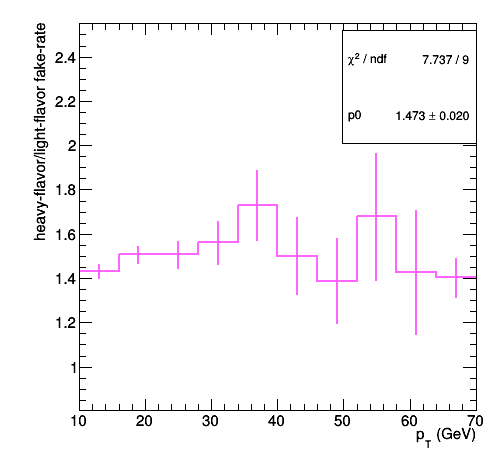 heavy-flavor/light-flavor fake-rate
χ² / ndf 7.737 / 9
p0 1.473 ± 0.020
2.4
2.2
2
1.8
1.6
1.4
1.2
1
10 20 30 40 50 60 70
p_T (GeV)